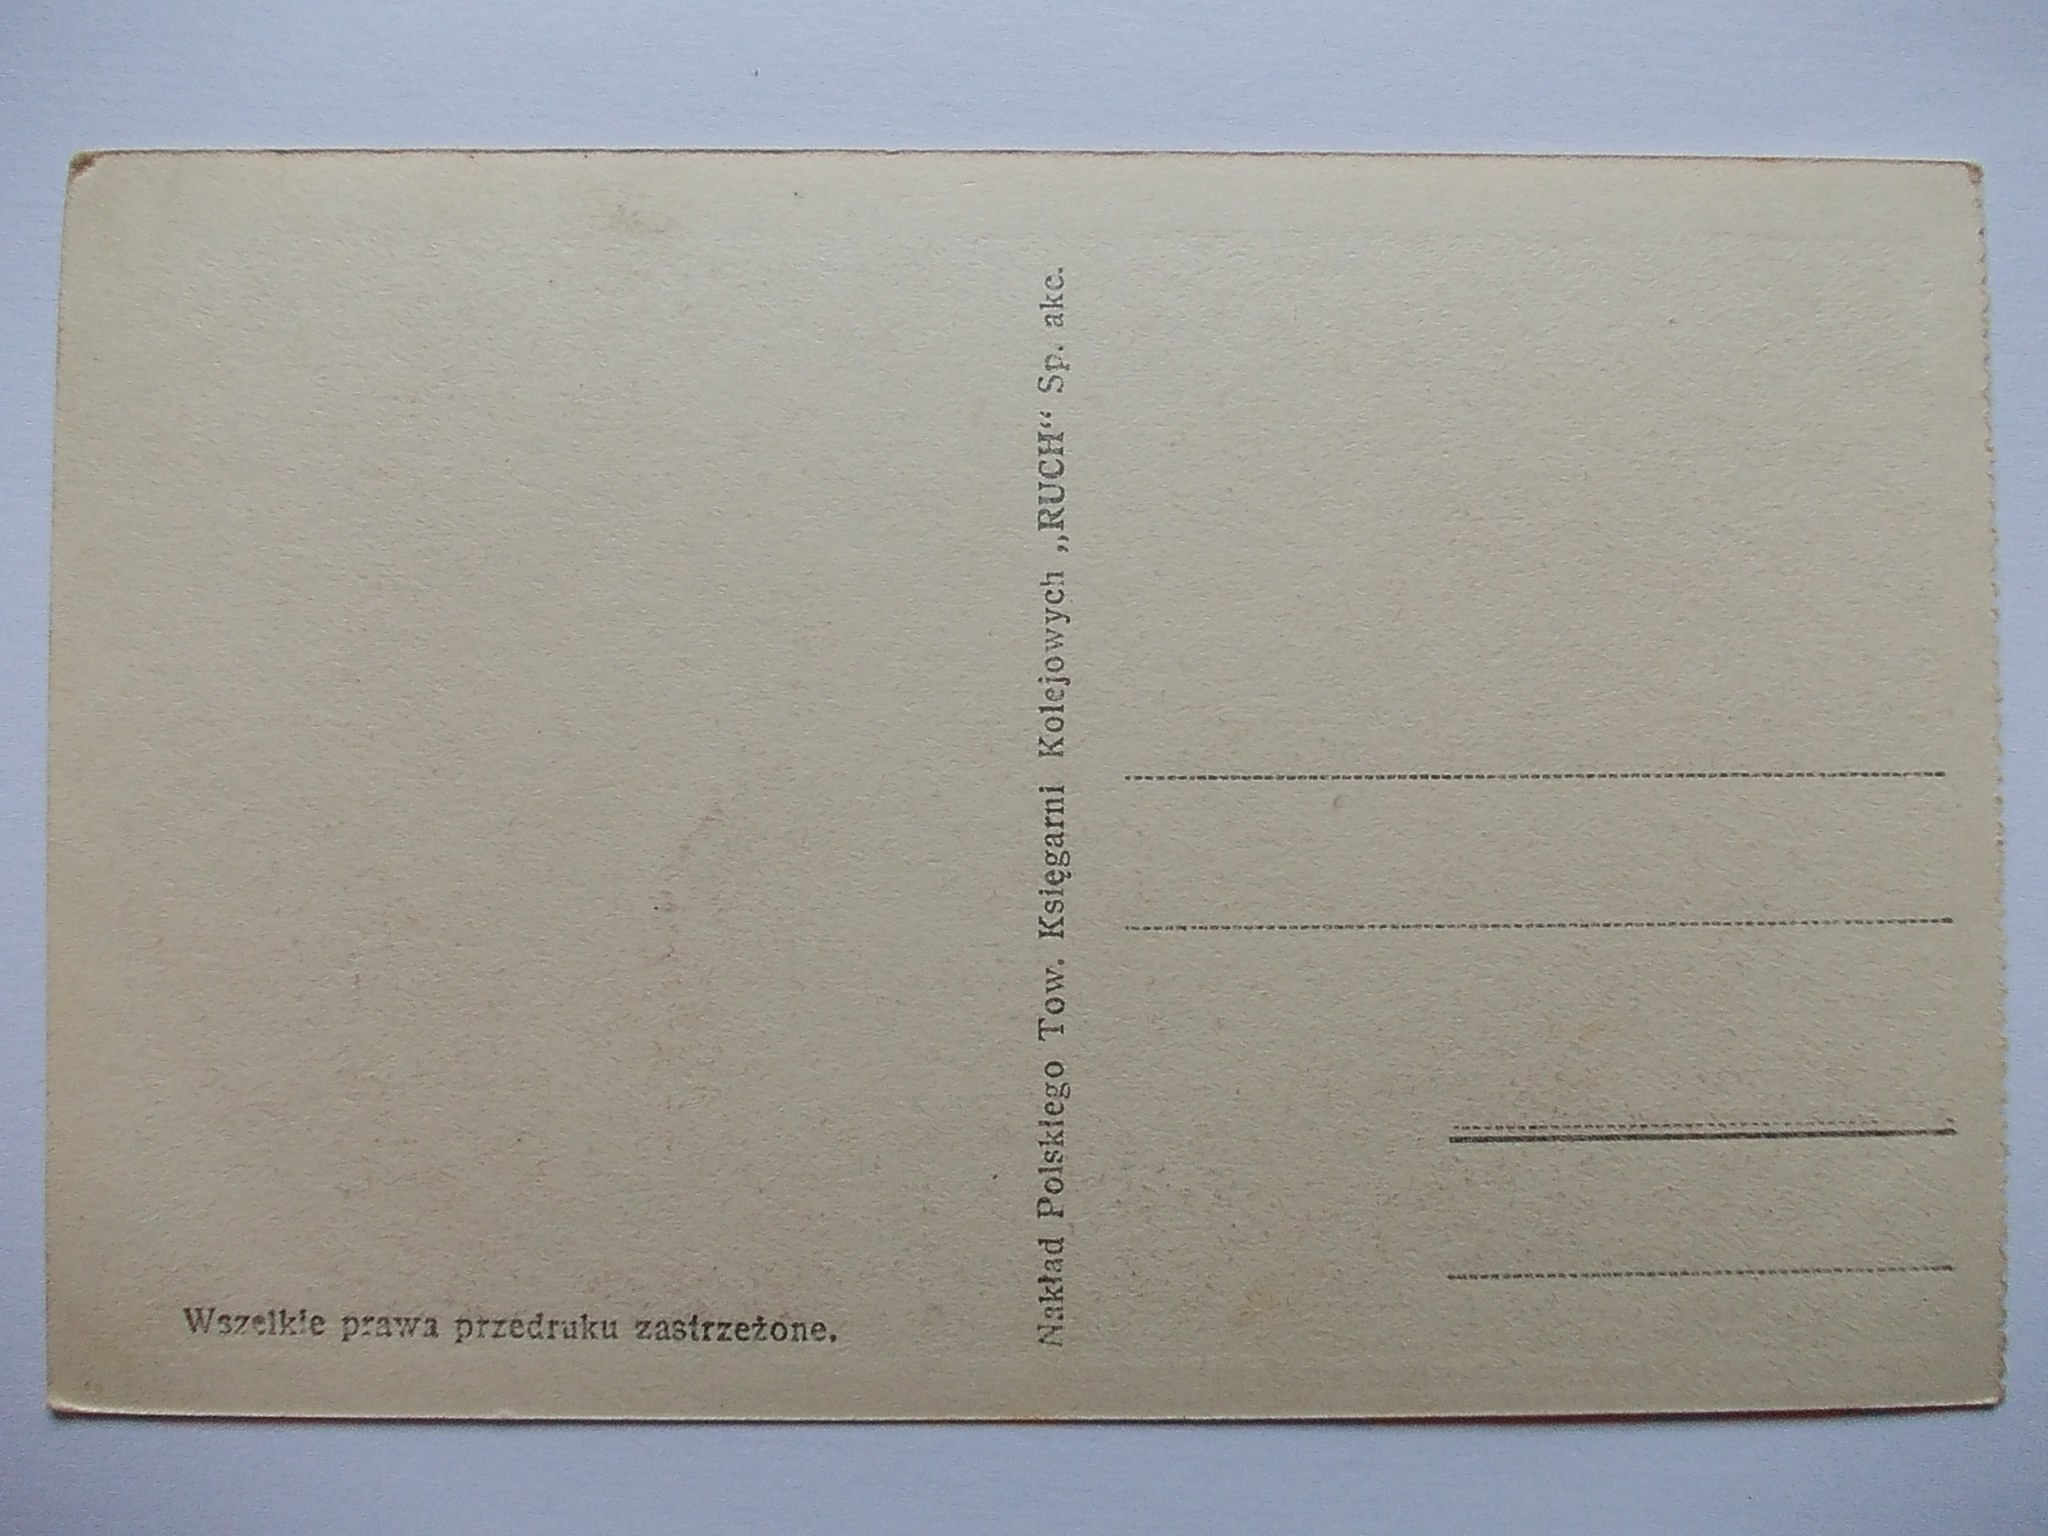 Wszelkie prawa przedruku zastrzeżone.
Nakład Polskiego Tow. Księgarni Kolejowych „RUCH“ Sp. akc.